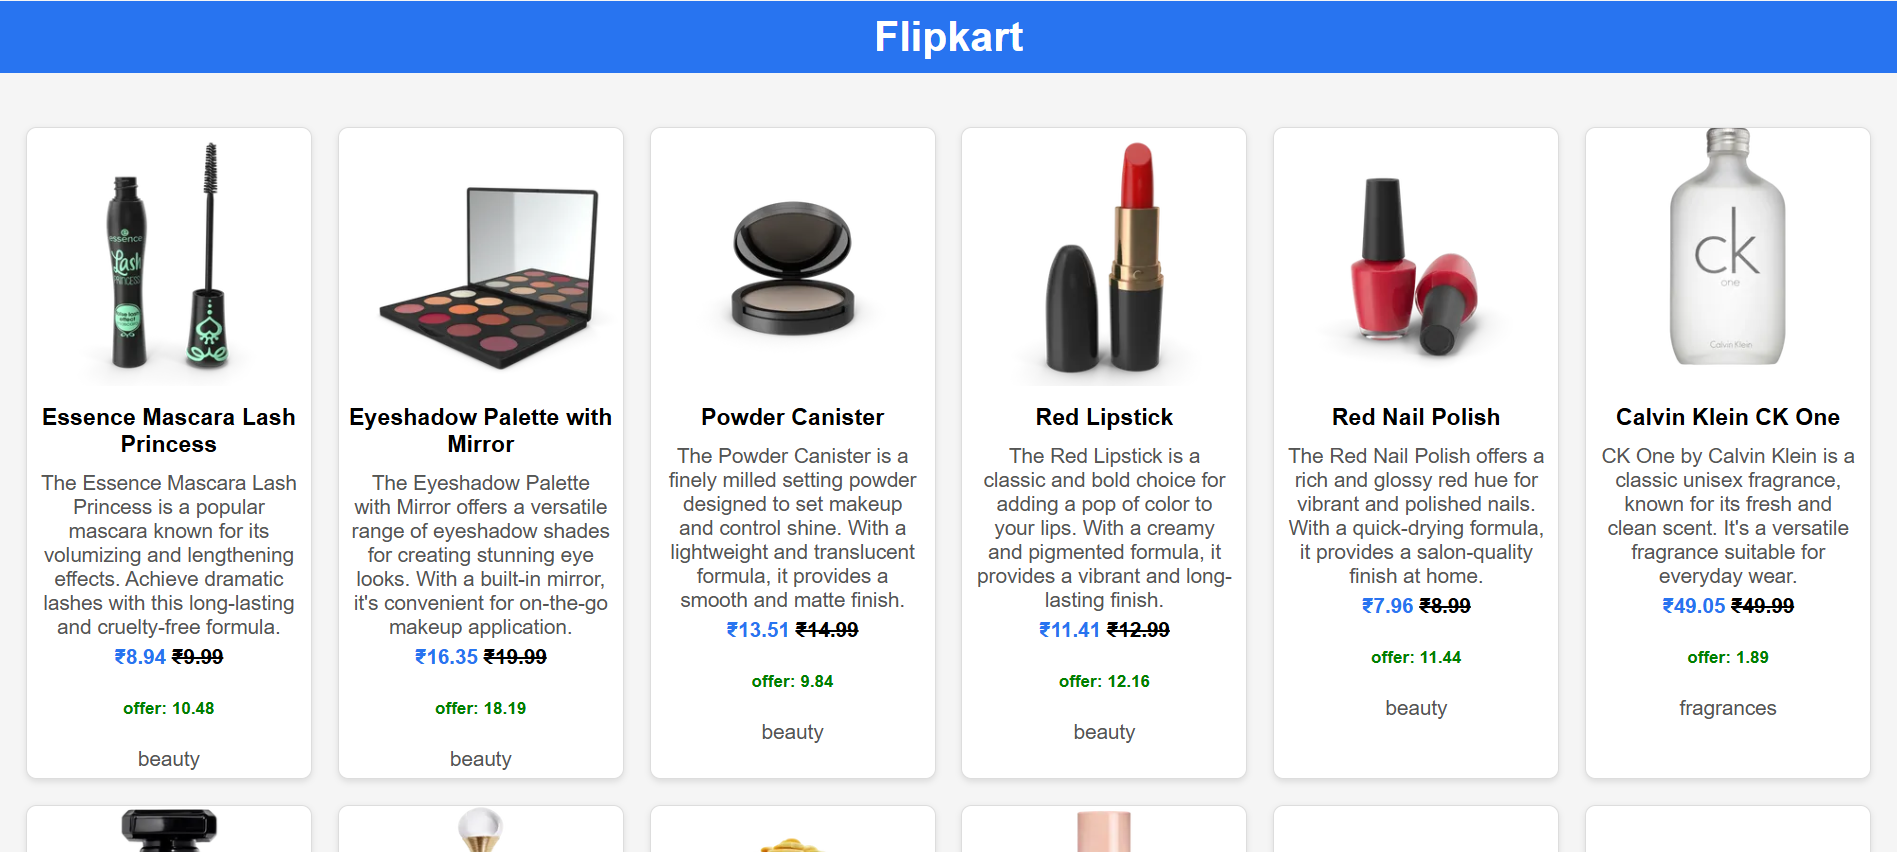 Flipkart
essence
Lash
PRINCESS
false lash
effect
Essence Mascara Lash
Princess
The Essence Mascara Lash
Princess is a popular
mascara known for its
volumizing and lengthening
effects. Achieve dramatic
lashes with this long-lasting
and cruelty-free formula.
₹8.94 ₹9.99
offer: 10.48
beauty
Eyeshadow Palette with
Mirror
The Eyeshadow Palette
with Mirror offers a versatile
range of eyeshadow shades
for creating stunning eye
looks. With a built-in mirror,
it's convenient for on-the-go
makeup application.
₹16.35 ₹19.99
offer: 18.19
beauty
Powder Canister
The Powder Canister is a
finely milled setting powder
designed to set makeup
and control shine. With a
lightweight and translucent
formula, it provides a
smooth and matte finish.
₹13.51 ₹14.99
offer: 9.84
beauty
Red Lipstick
The Red Lipstick is a
classic and bold choice for
adding a pop of color to
your lips. With a creamy
and pigmented formula, it
provides a vibrant and long-
lasting finish.
₹11.41 ₹12.99
offer: 12.16
beauty
Red Nail Polish
The Red Nail Polish offers a
rich and glossy red hue for
vibrant and polished nails.
With a quick-drying formula,
it provides a salon-quality
finish at home.
₹7.96 ₹8.99
offer: 11.44
beauty
ck
one
Calvin Klein
Calvin Klein CK One
CK One by Calvin Klein is a
classic unisex fragrance,
known for its fresh and
clean scent. It's a versatile
fragrance suitable for
everyday wear.
₹49.05 ₹49.99
offer: 1.89
fragrances